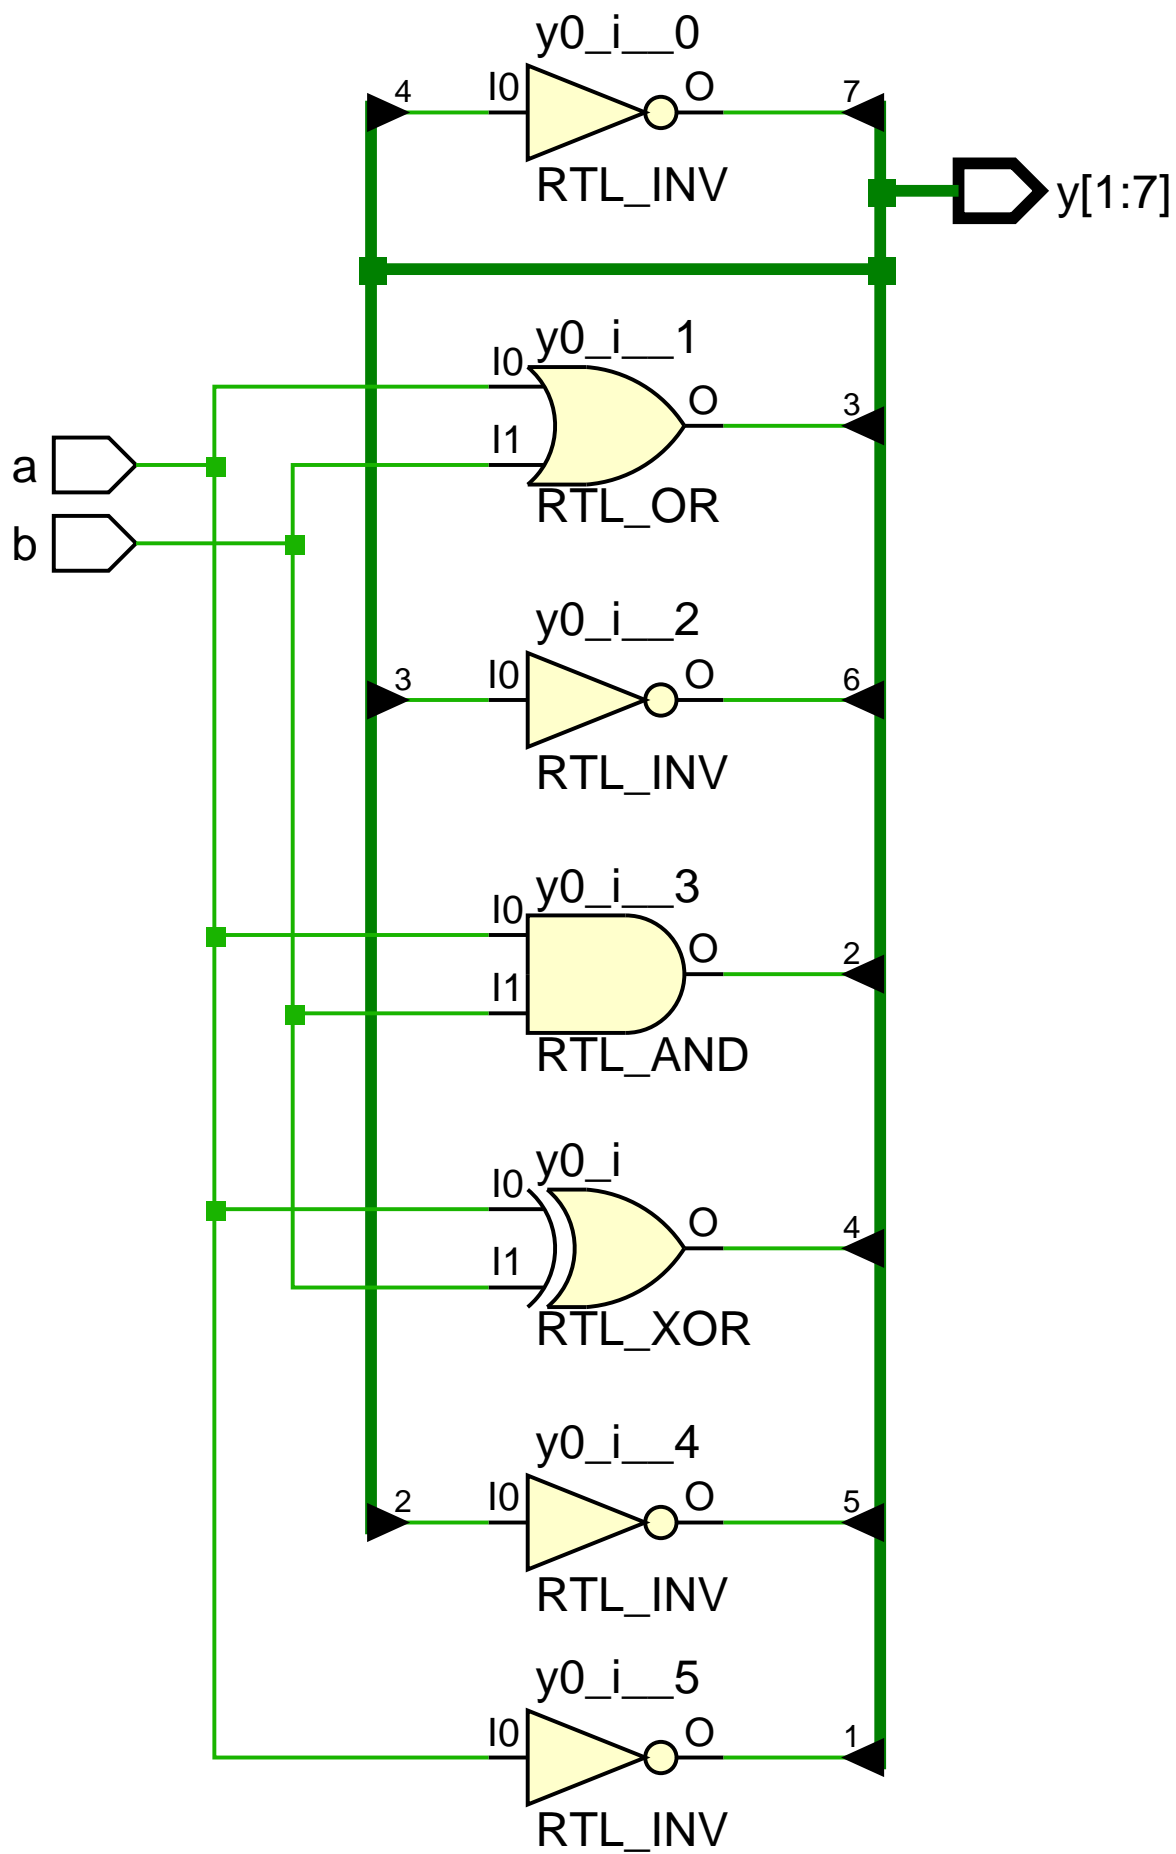 y0_i__0
4 I0 O 7
RTL_INV
y[1:7]
y0_i__1
I0
O 3
I1
RTL_OR
a
b
y0_i__2
3 I0 O 6
RTL_INV
y0_i__3
I0
O 2
I1
RTL_AND
y0_i
I0
O 4
I1
RTL_XOR
y0_i__4
2 I0 O 5
RTL_INV
y0_i__5
I0 O 1
RTL_INV